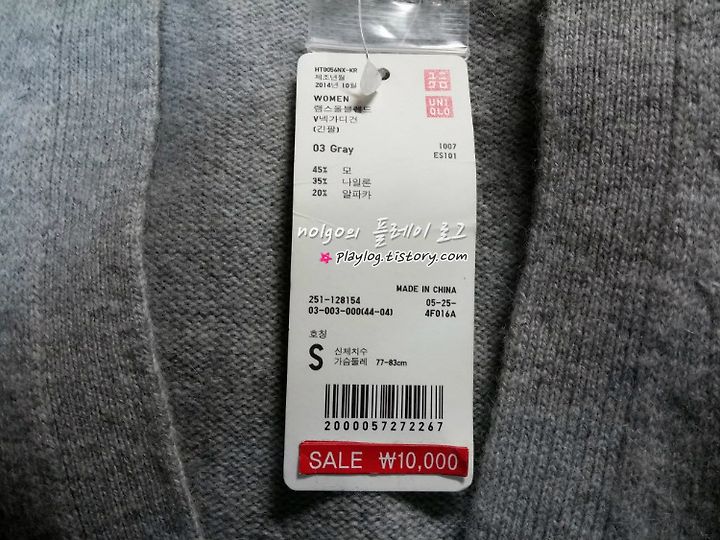 HT9056NX-KR
제조년월
2014년 10월
유니
크로
UNI
QLO
WOMEN
램스울블렌드
V넥가디건
(긴팔)
03 Gray
1007
ES101
45% 모
35% 나일론
20% 알파카
nolgo의 플레이 로그
playlog.tistory.com
MADE IN CHINA
251-128154 05-25-
03-003-000(44-04) 4F016A
호칭
S
신체치수
가슴둘레 77-83cm
2000057272267
SALE ₩10,000